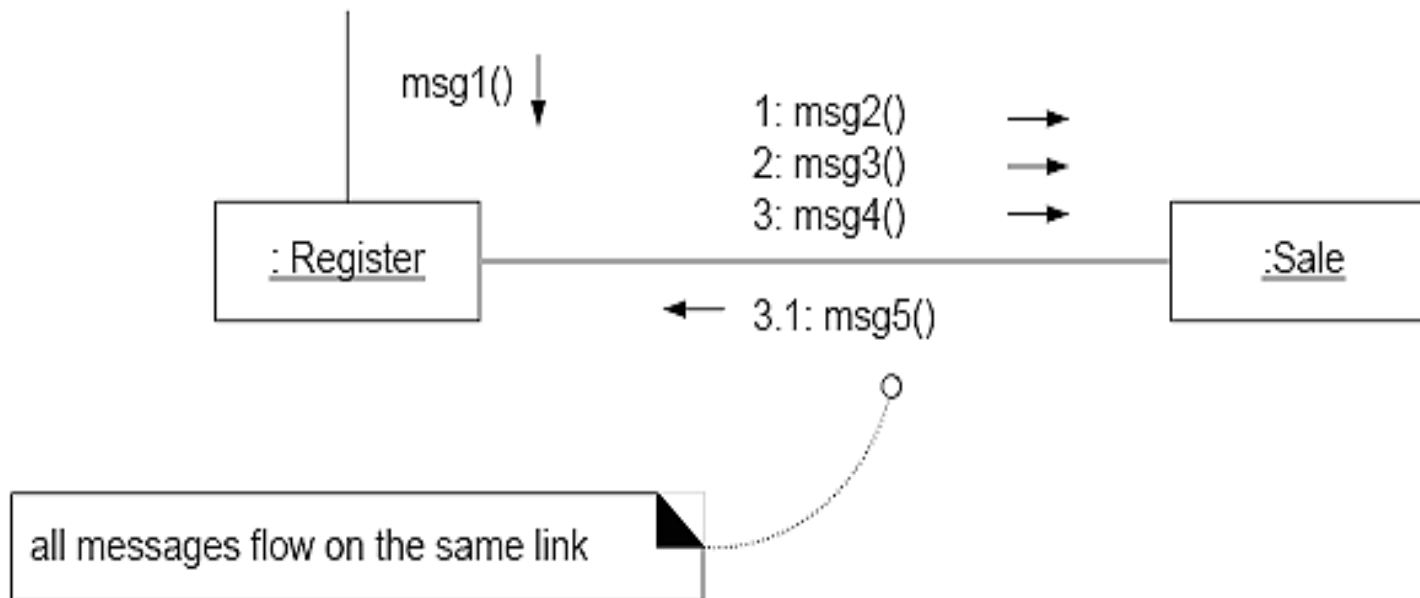 msg1()
1: msg2()
2: msg3()
3: msg4()
: Register
:Sale
3.1: msg5()
all messages flow on the same link